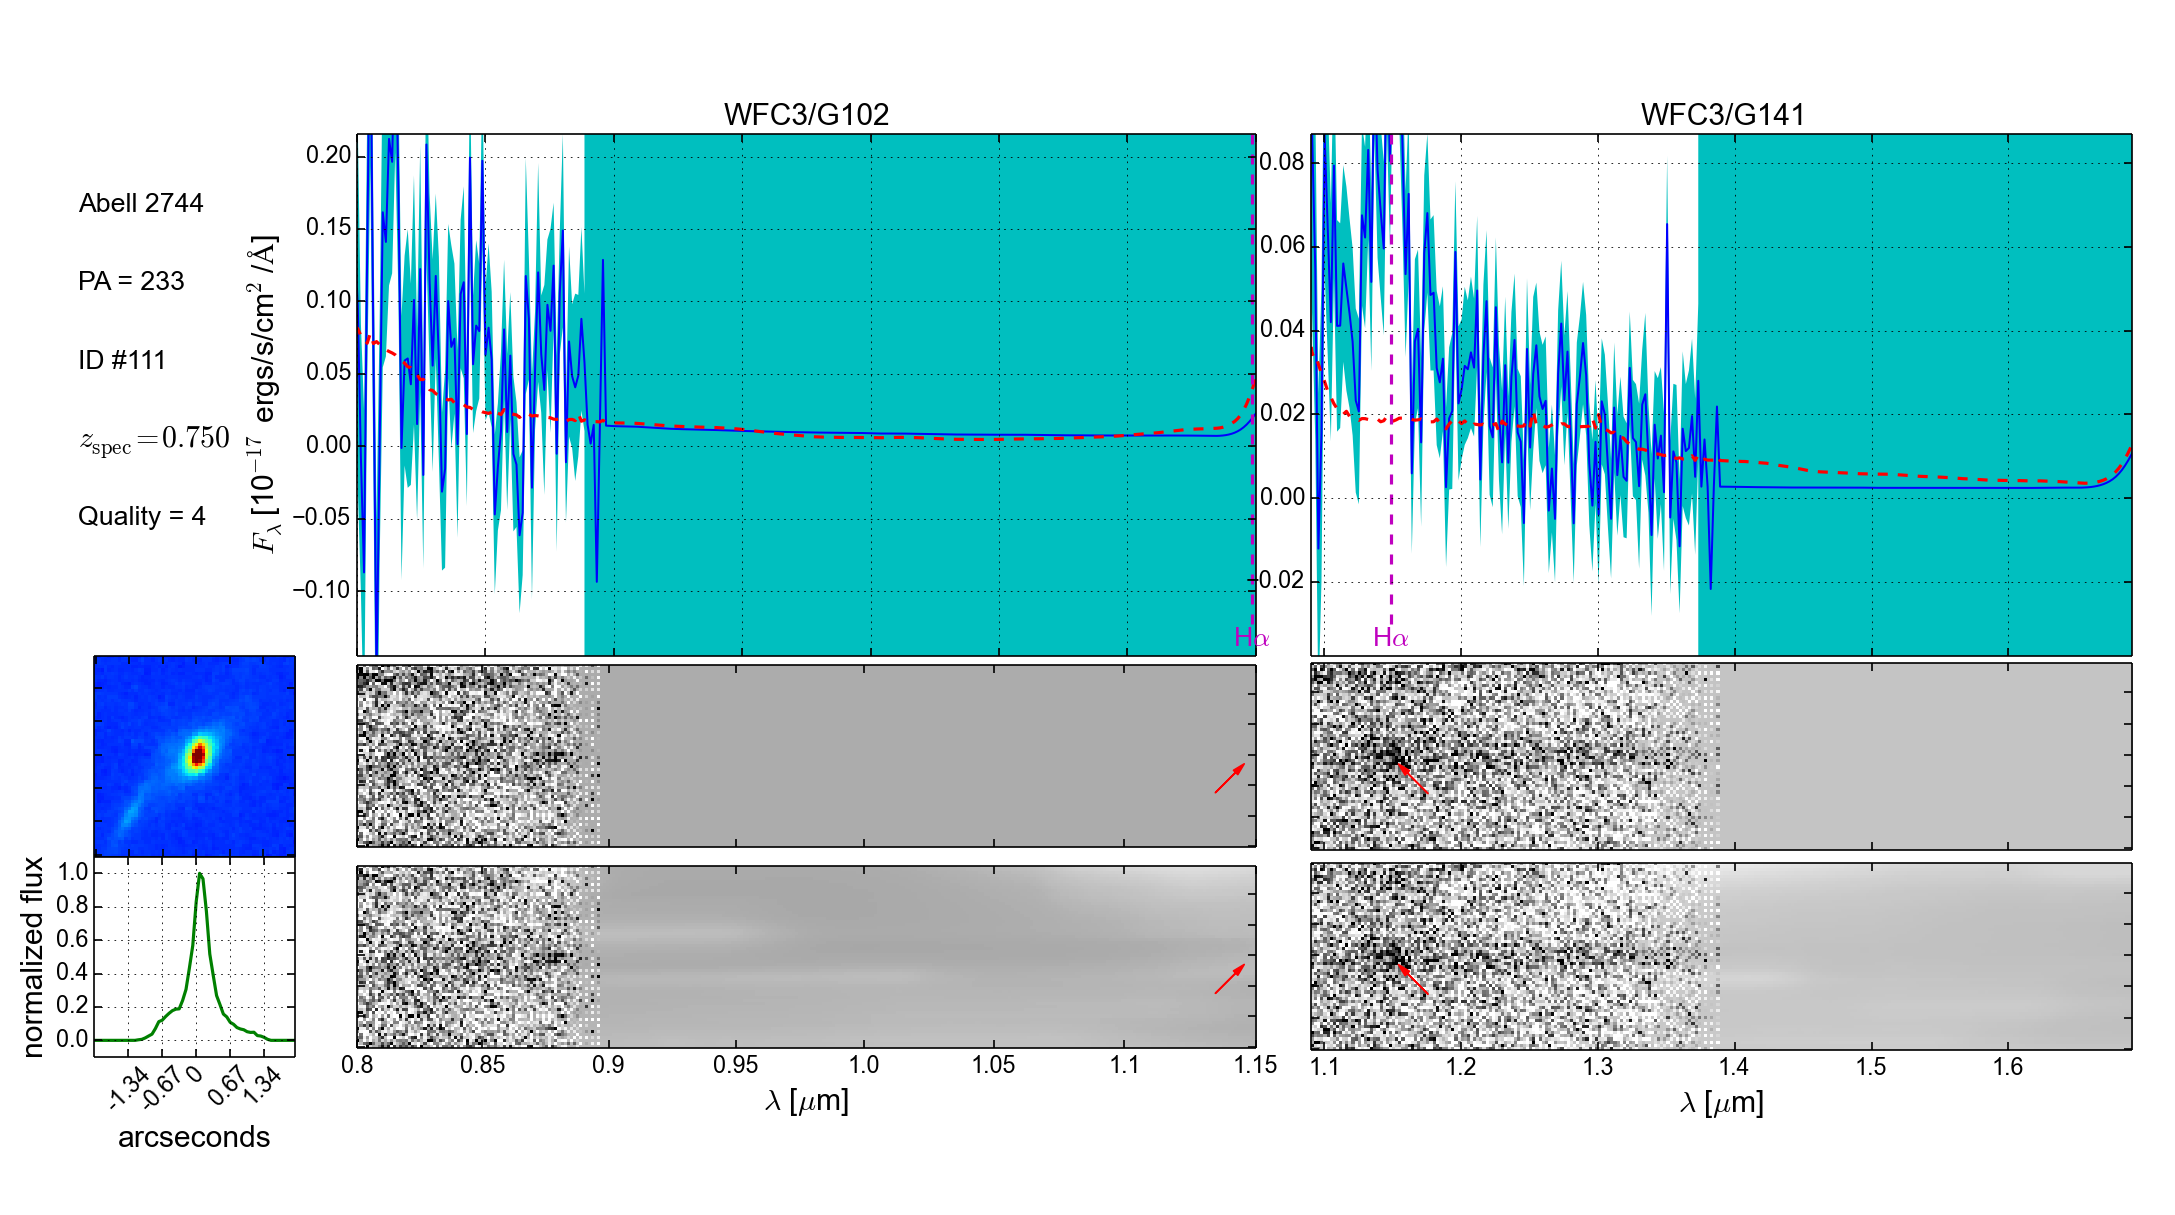 WFC3/G102
WFC3/G141
Abell 2744
PA = 233
ID #111
z_spec = 0.750
Quality = 4
F_λ [10^−17 ergs/s/cm^2 /Å]
0.20
0.15
0.10
0.05
0.00
−0.05
−0.10
Hα
0.08
0.06
0.04
0.02
0.00
−0.02
Hα
normalized flux
1.0
0.8
0.6
0.4
0.2
0.0
-1.34 -0.67 0 0.67 1.34
arcseconds
0.8 0.85 0.9 0.95 1.0 1.05 1.1 1.15
λ [μm]
1.1 1.2 1.3 1.4 1.5 1.6
λ [μm]